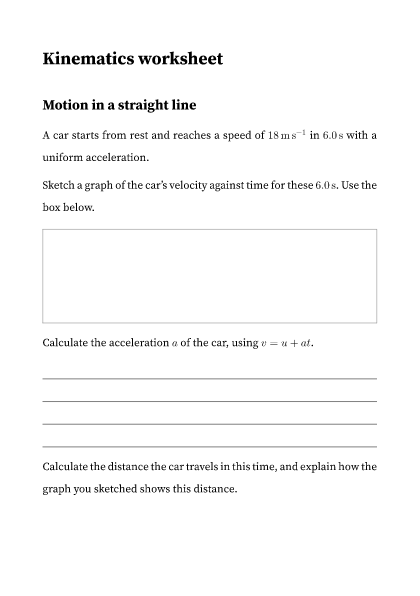 Kinematics worksheet
Motion in a straight line
A car starts from rest and reaches a speed of 18 m s⁻¹ in 6.0 s with a
uniform acceleration.
Sketch a graph of the car’s velocity against time for these 6.0 s. Use the
box below.
Calculate the acceleration a of the car, using v = u + at.
Calculate the distance the car travels in this time, and explain how the
graph you sketched shows this distance.